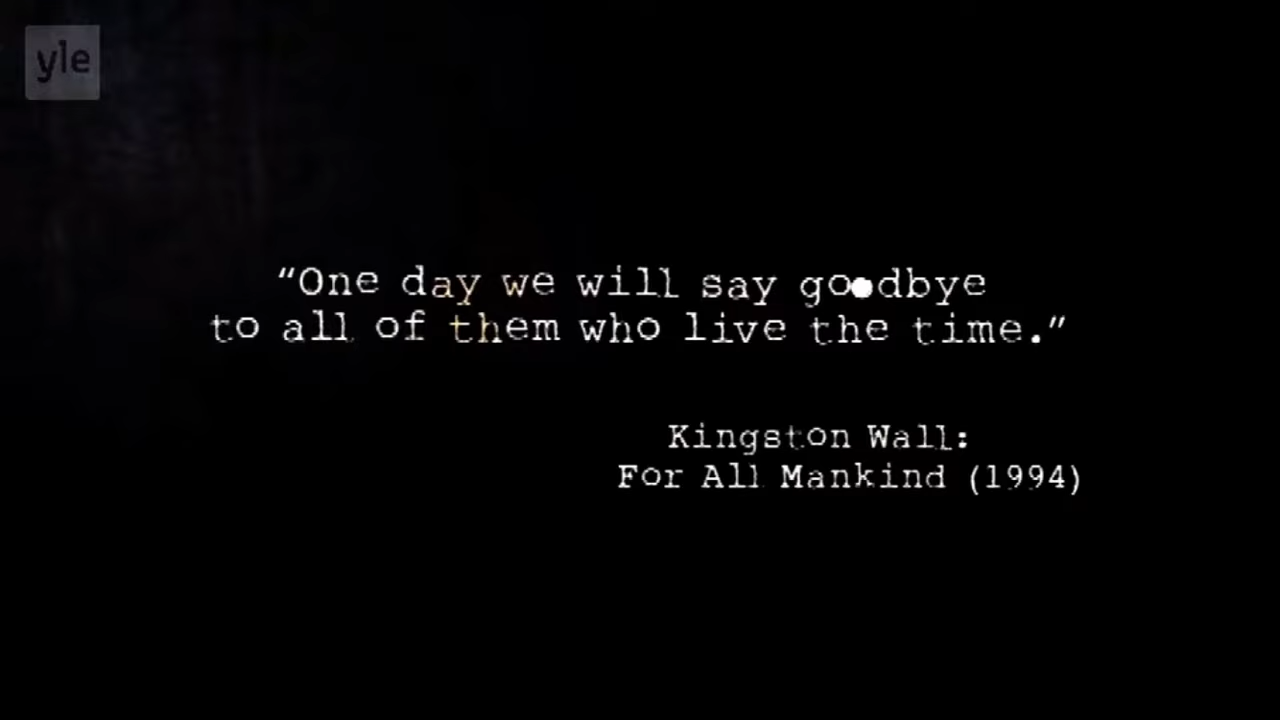 yle
“One day we will say goodbye
to all of them who live the time.”
Kingston Wall:
For All Mankind (1994)